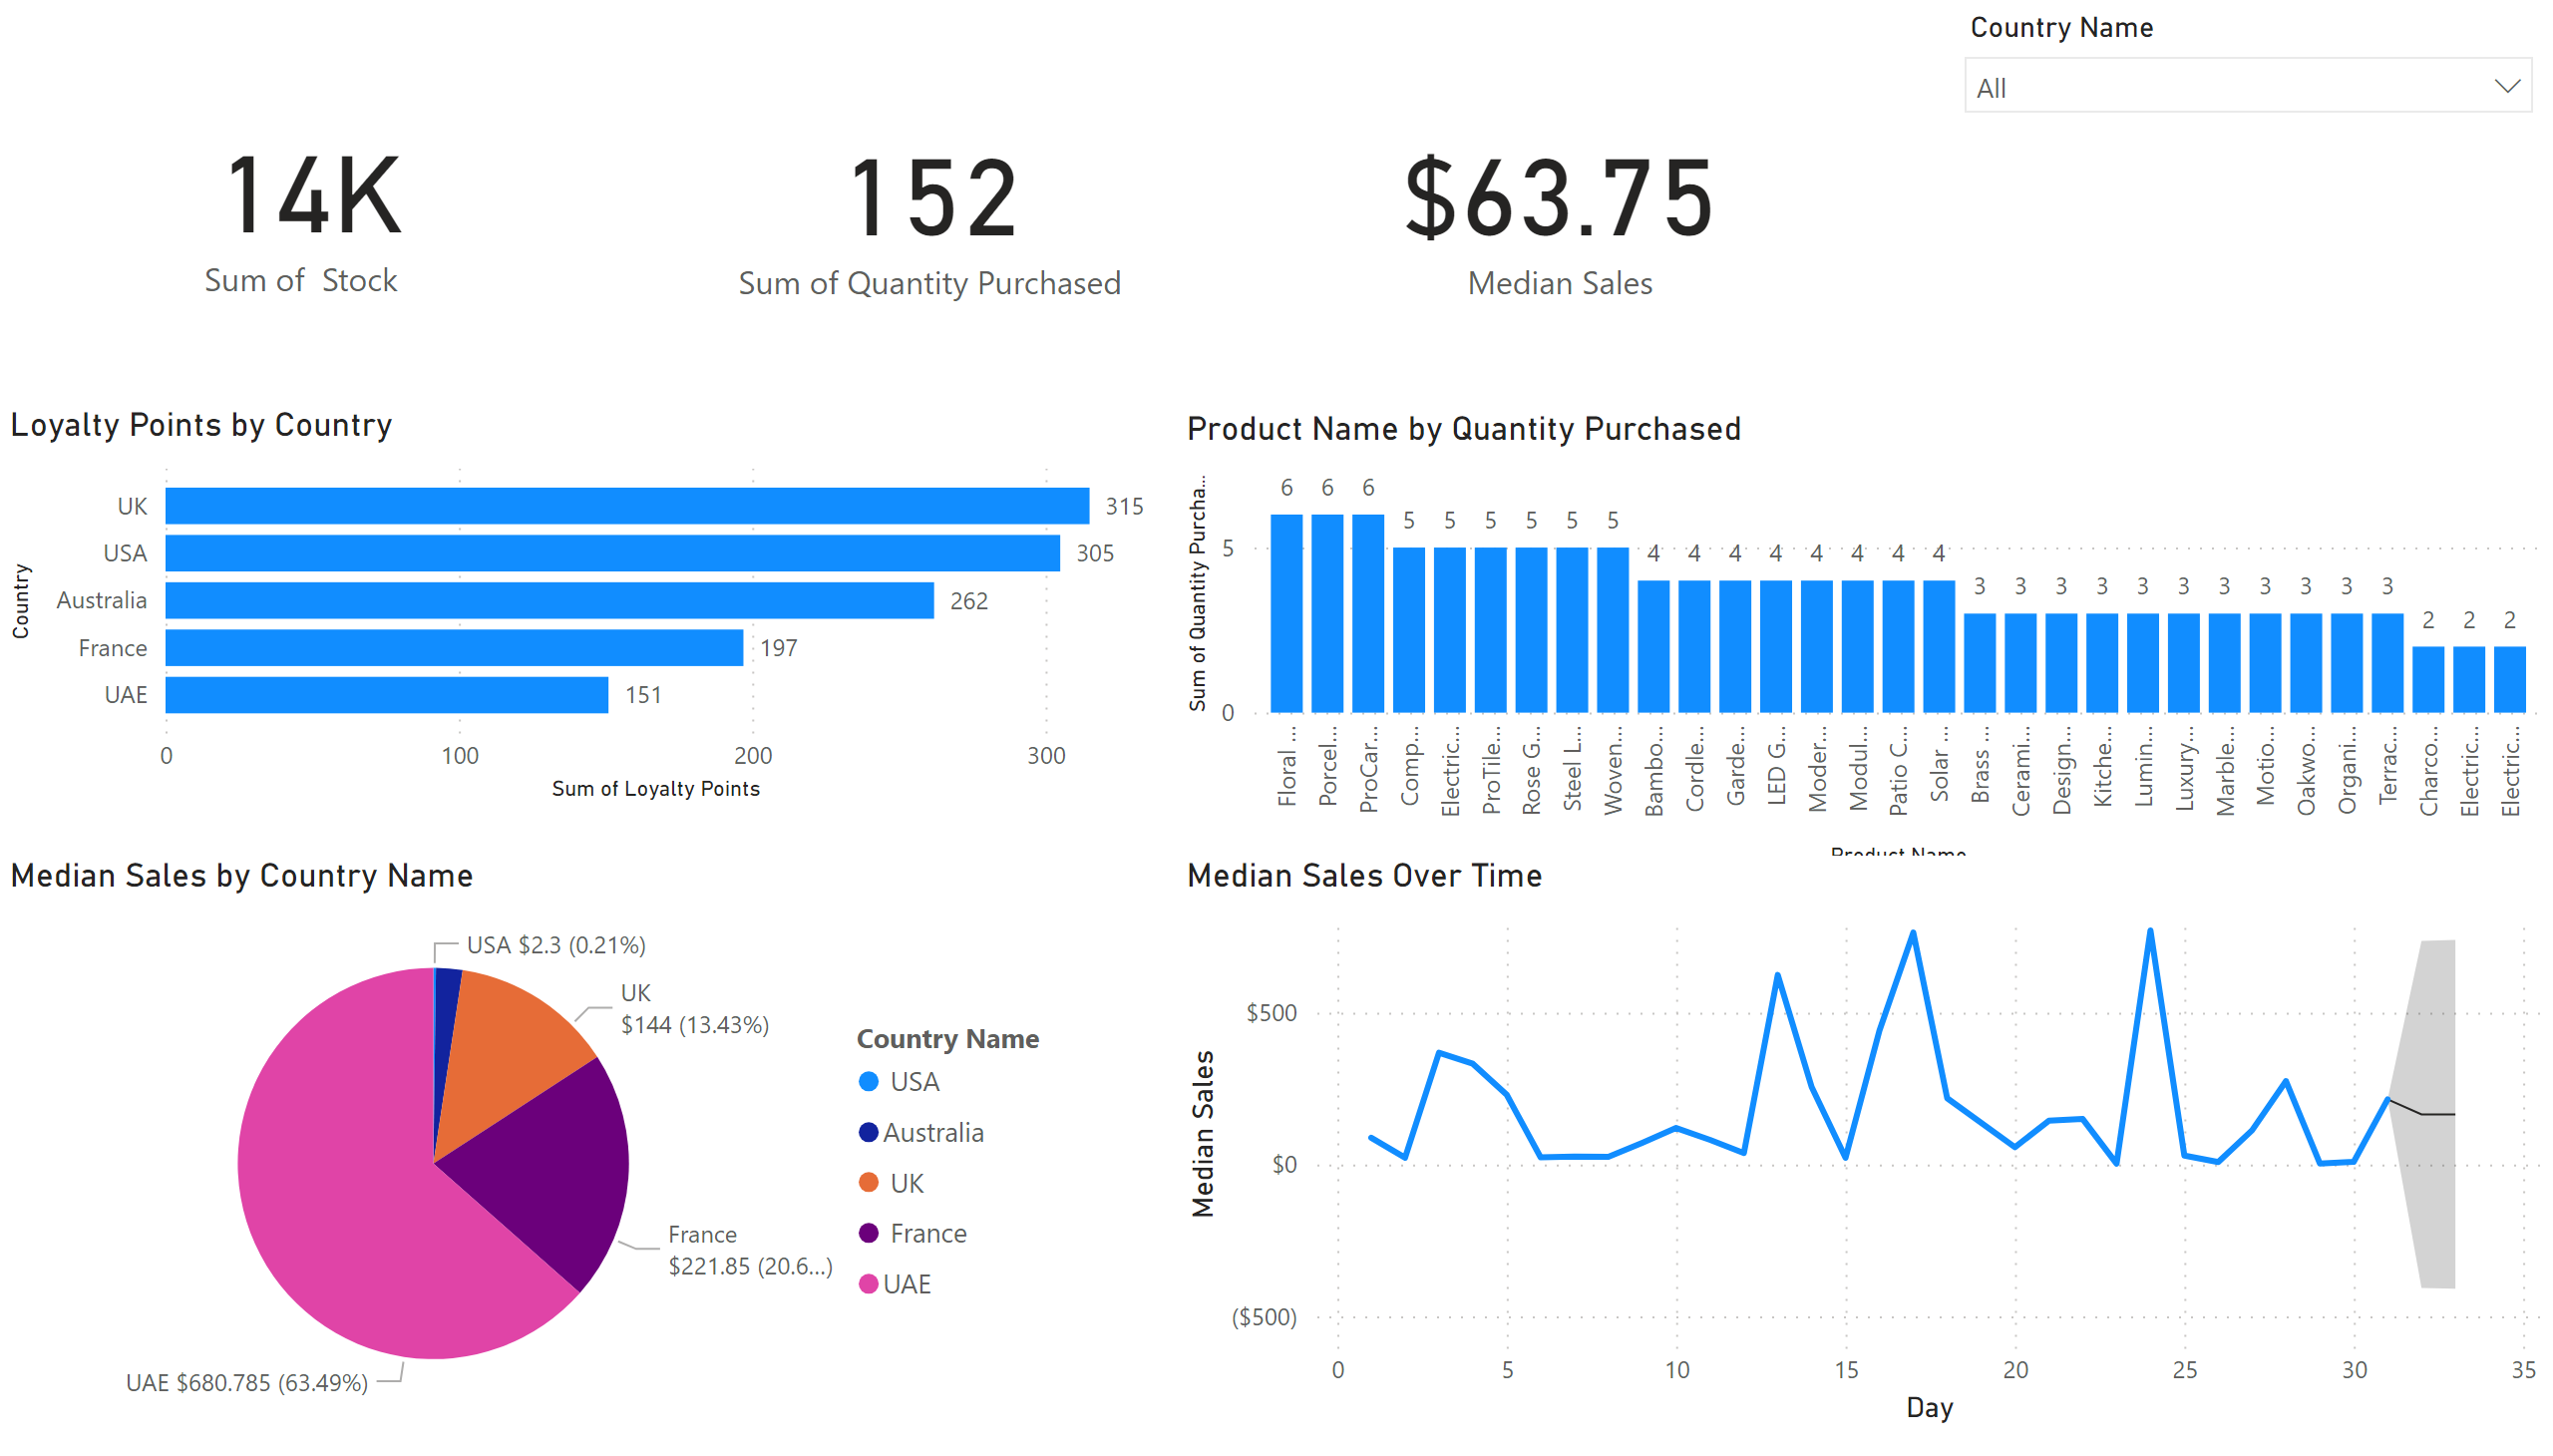 Country Name
All
14K
Sum of  Stock
152
Sum of Quantity Purchased
$63.75
Median Sales
Loyalty Points by Country
Country
UK
315
USA
305
Australia
262
France
197
UAE
151
0
100
200
300
Sum of Loyalty Points
Product Name by Quantity Purchased
Sum of Quantity Purcha...
5
0
6
6
6
5
5
5
5
5
5
4
4
4
4
4
4
4
4
3
3
3
3
3
3
3
3
3
3
3
2
2
2
Floral ...
Porcel...
ProCar...
Comp...
Electric...
ProTile...
Rose G...
Steel L...
Woven...
Bambo...
Cordle...
Garde...
LED G...
Moder...
Modul...
Patio C...
Solar ...
Brass ...
Cerami...
Design...
Kitche...
Lumin...
Luxury...
Marble...
Motio...
Oakwo...
Organi...
Terrac...
Charco...
Electric...
Electric...
Product Name
Median Sales by Country Name
USA $2.3 (0.21%)
UK
$144 (13.43%)
France
$221.85 (20.6...)
UAE $680.785 (63.49%)
Country Name
USA
Australia
UK
France
UAE
Median Sales Over Time
Median Sales
$500
$0
($500)
0
5
10
15
20
25
30
35
Day